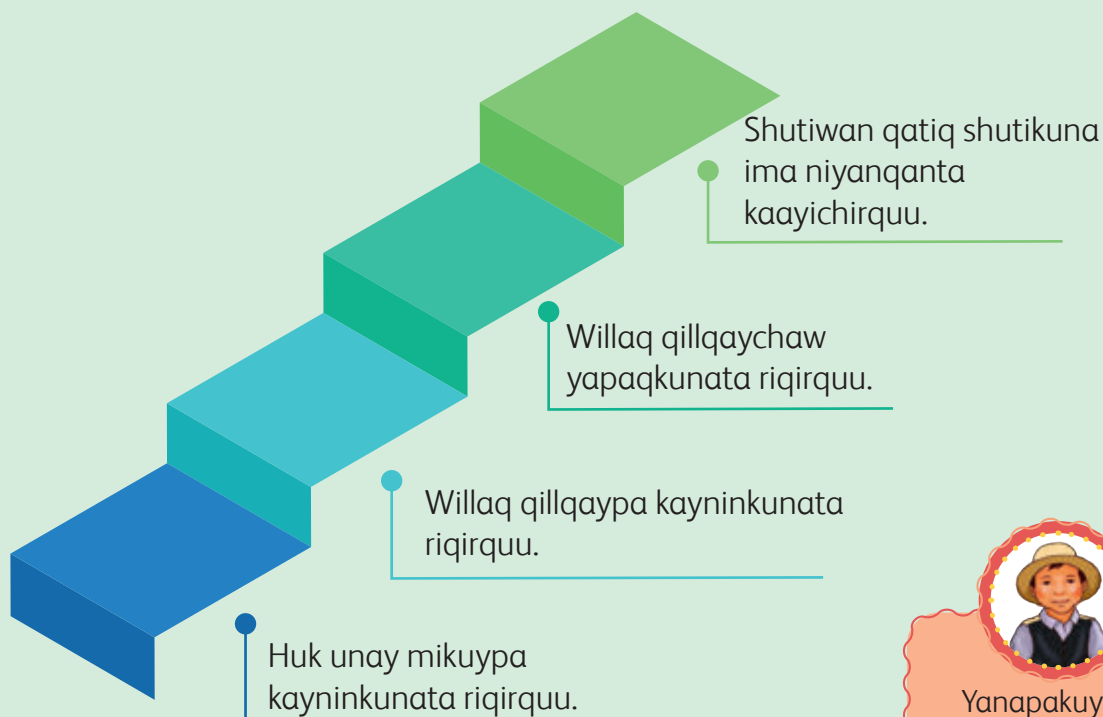 Shutiwan qatiq shutikuna
ima niyanqanta
kaayichirquu.
Willaq qillqaychaw
yapaqkunata riqirquu.
Willaq qillqaypa kayninkunata
riqirquu.
Huk unay mikuypa
kayninkunata riqirquu.
Yanapakuy